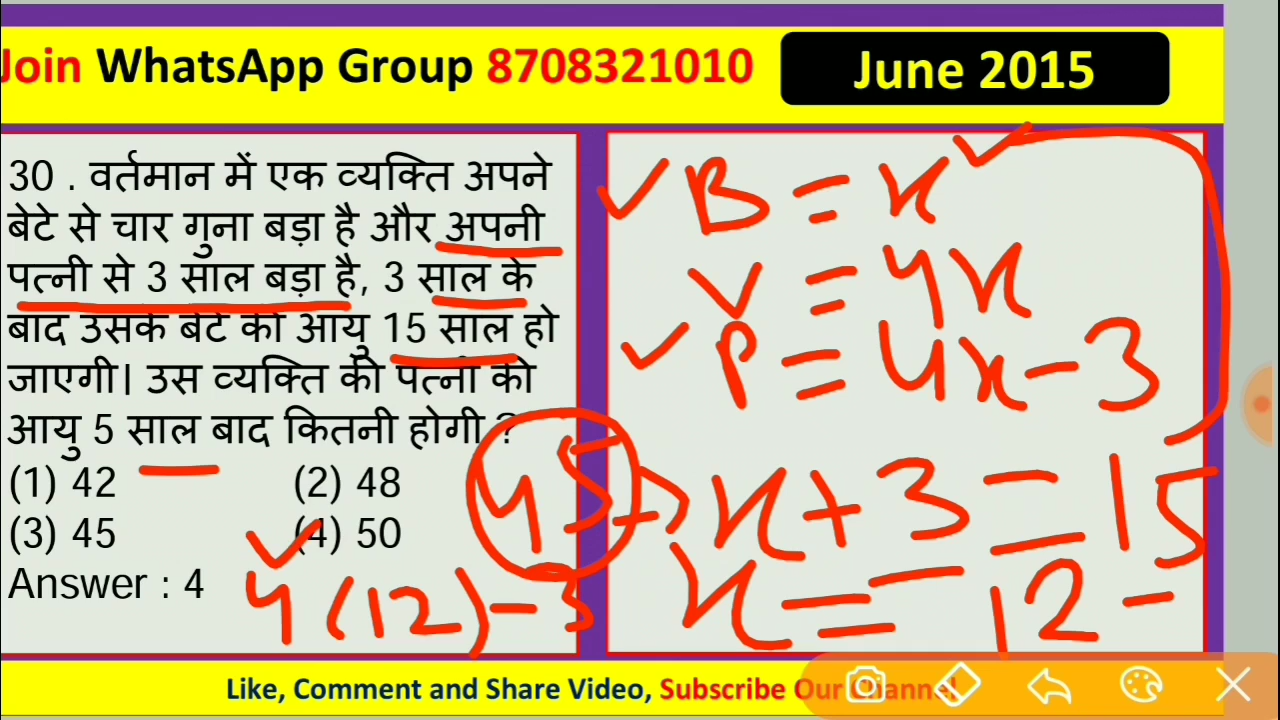 Join WhatsApp Group 8708321010
June 2015
30 . वर्तमान में एक व्यक्ति अपने
बेटे से चार गुना बड़ा है और अपनी
पत्नी से 3 साल बड़ा है, 3 साल के
बाद उसके बेटे की आयु 15 साल हो
जाएगी। उस व्यक्ति की पत्नी की
आयु 5 साल बाद कितनी होगी ?
(1) 42 (2) 48
(3) 45 (4) 50
Answer : 4
B = x
V = 4x
P = 4x-3
x+3=15
x = 12
45
4(12)-3
Like, Comment and Share Video, Subscribe Our Channel